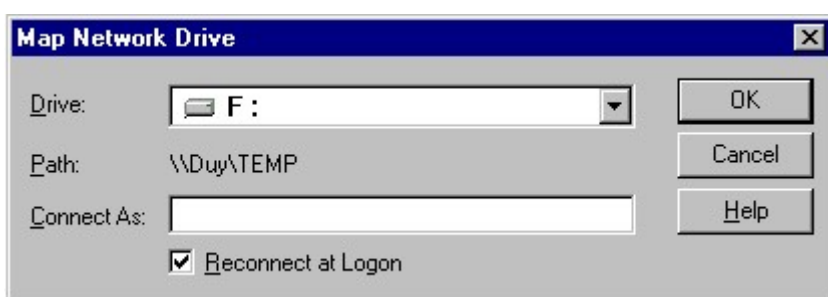 Map Network Drive
Drive: F: OK
Path: \\Duy\TEMP Cancel
Connect As: Help
Reconnect at Logon